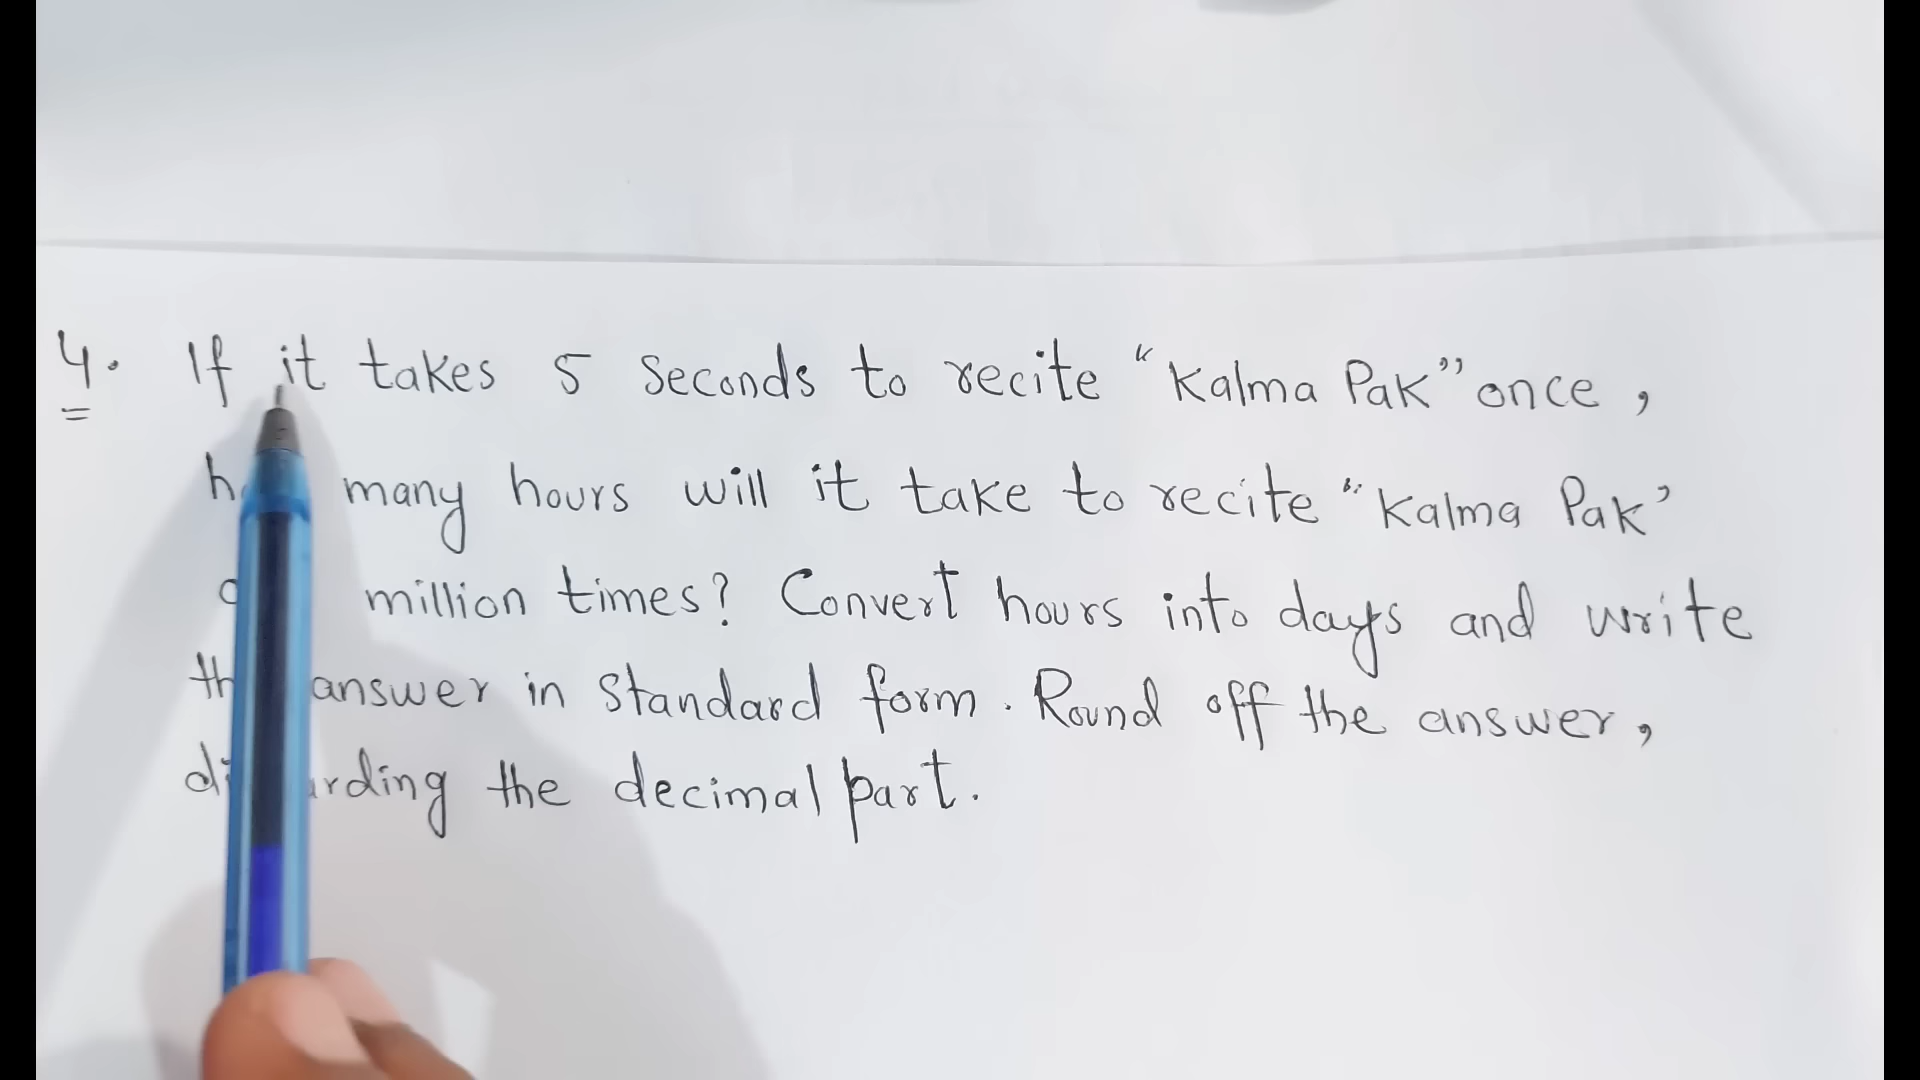 4. If it takes 5 seconds to recite "Kalma Pak" once,
many hours will it take to recite "Kalma Pak'
million times? Convert hours into days and write
answer in standard form. Round off the answer,
the decimal part.